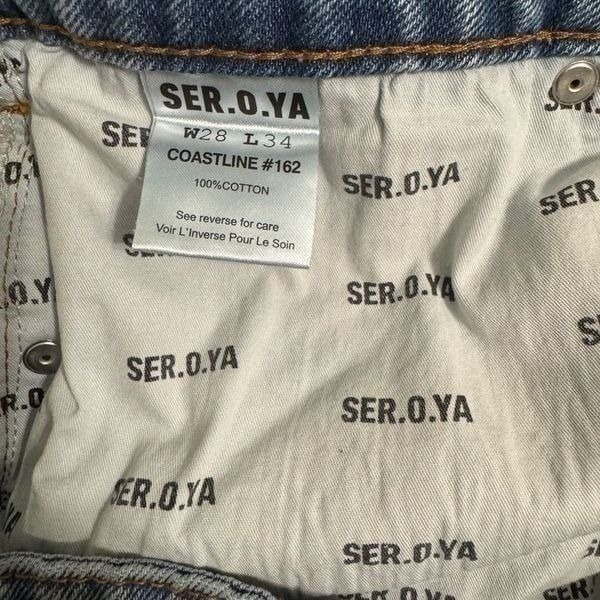 SER.O.YA
W28 L34
COASTLINE #162
100%COTTON
See reverse for care
Voir L'Inverse Pour Le Soin
SER.O.YA
SER
SER.O.YA
SER.O.YA
SER.O.YA
SER.O.YA
SER.O.YA